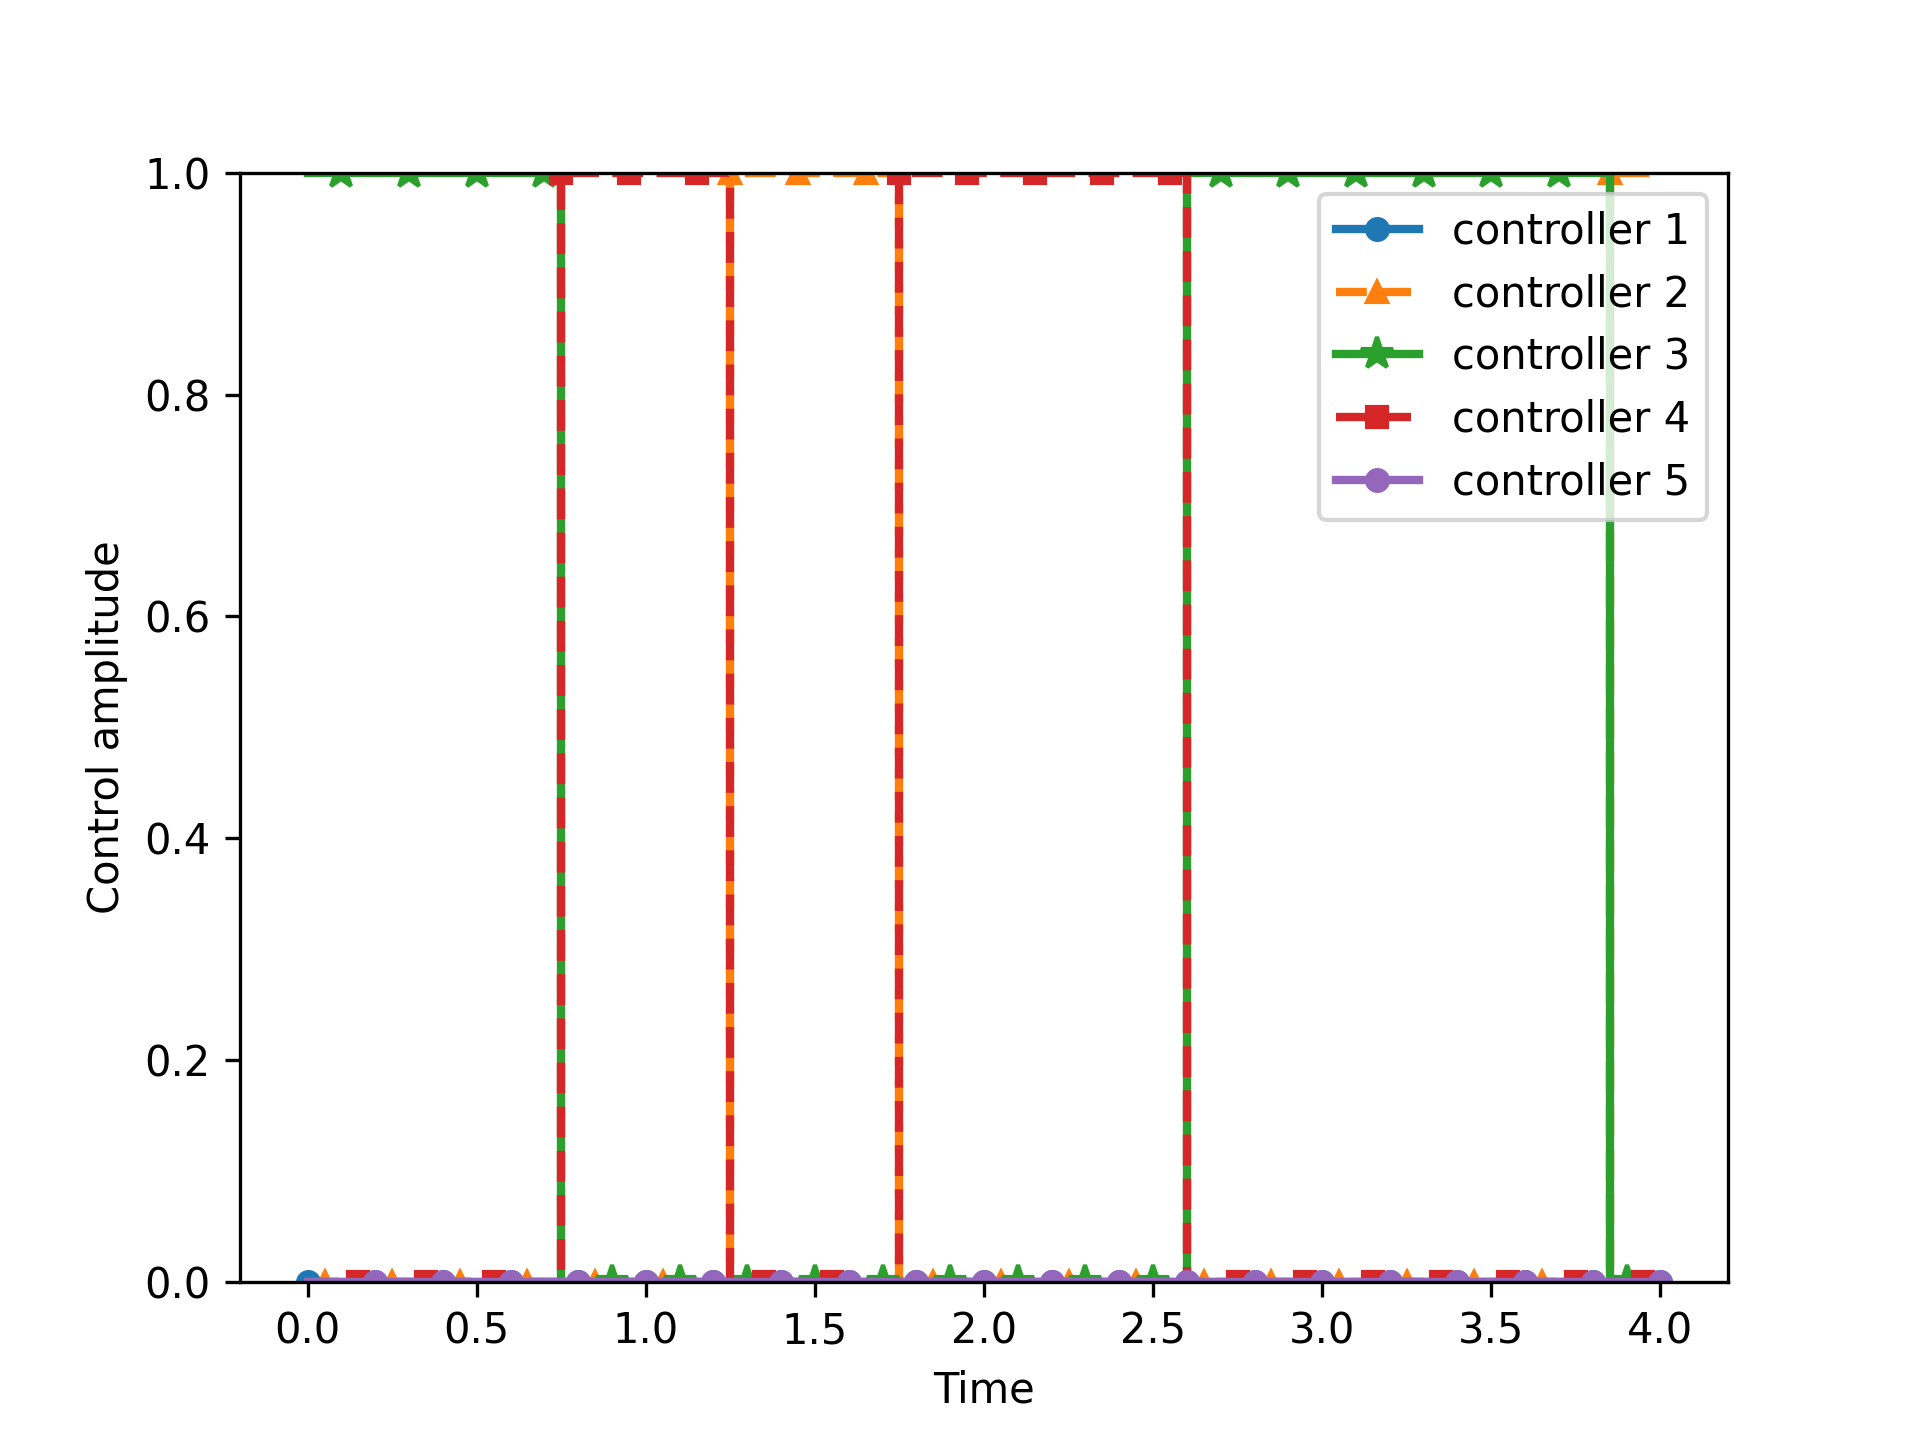 1.0
0.8
0.6
0.4
0.2
0.0
Control amplitude
controller 1
controller 2
controller 3
controller 4
controller 5
0.0 0.5 1.0 1.5 2.0 2.5 3.0 3.5 4.0
Time